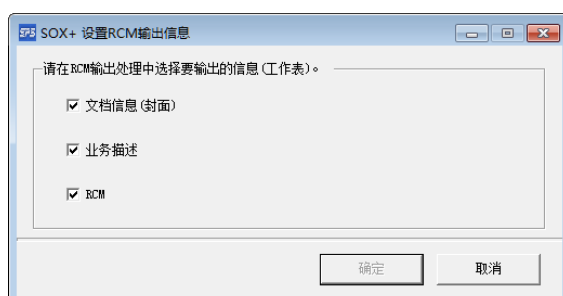 SOX+ 设置RCM输出信息
请在RCM输出处理中选择要输出的信息(工作表)。
文档信息(封面)
业务描述
RCM
确定 取消